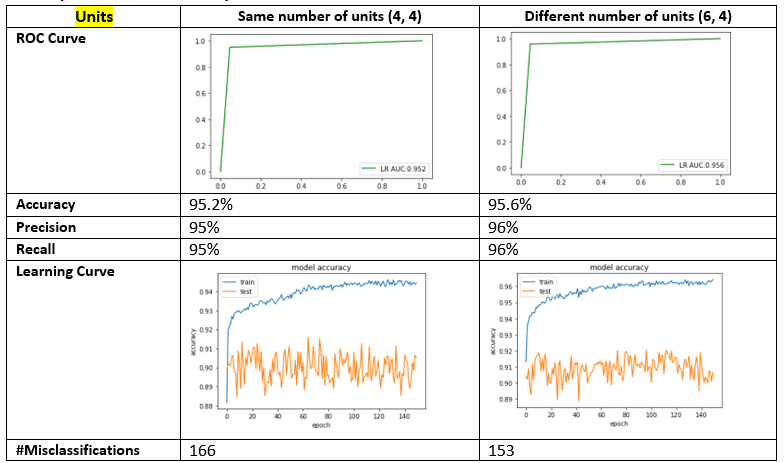 Units Same number of units (4, 4) Different number of units (6, 4)
ROC Curve
1.0
0.8
0.6
0.4
0.2
0.0
0.0 0.2 0.4 0.6 0.8 1.0
LR AUC:0.952
1.0
0.8
0.6
0.4
0.2
0.0
0.0 0.2 0.4 0.6 0.8 1.0
LR AUC:0.956
Accuracy 95.2% 95.6%
Precision 95% 96%
Recall 95% 96%
Learning Curve
model accuracy
train
test
0.94
0.93
0.92
0.91
0.90
0.89
0.88
accuracy
0 20 40 60 80 100 120 140
epoch
model accuracy
train
test
0.96
0.95
0.94
0.93
0.92
0.91
0.90
0.89
accuracy
0 20 40 60 80 100 120 140
epoch
#Misclassifications 166 153